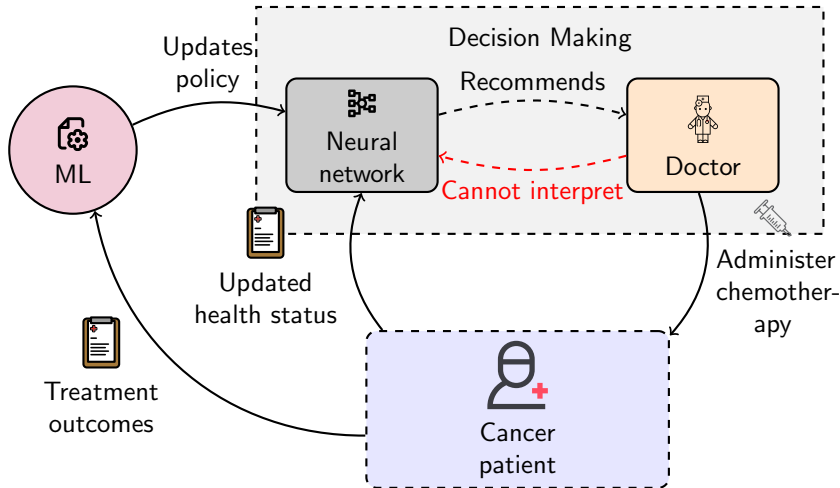 Updates
policy
Decision Making
Recommends
Neural
network
ML
Doctor
Cannot interpret
Updated
health status
Administer
chemother-
apy
Treatment
outcomes
Cancer
patient